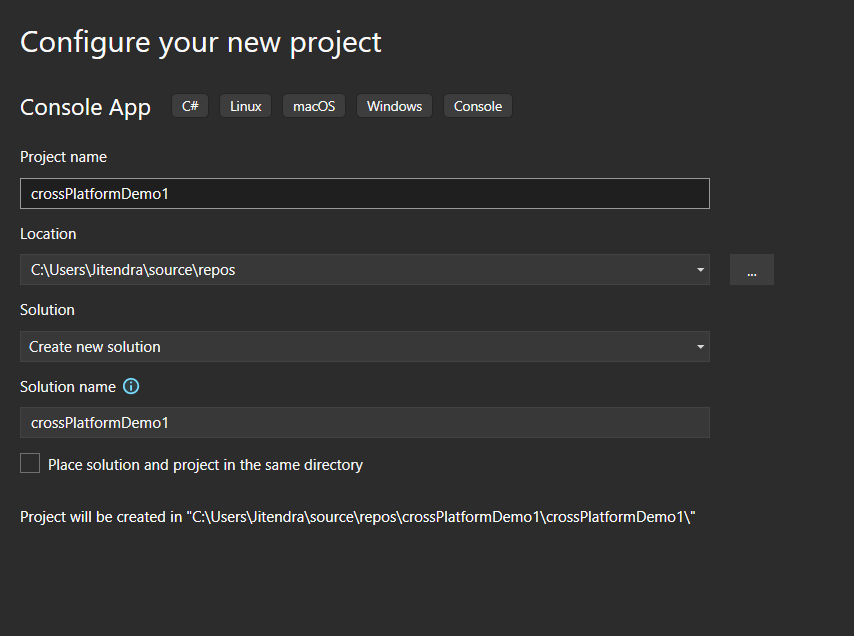 Configure your new project
Console App C# Linux macOS Windows Console
Project name
crossPlatformDemo1
Location
C:\Users\Jitendra\source\repos
...
Solution
Create new solution
Solution name
crossPlatformDemo1
Place solution and project in the same directory
Project will be created in "C:\Users\Jitendra\source\repos\crossPlatformDemo1\crossPlatformDemo1\"